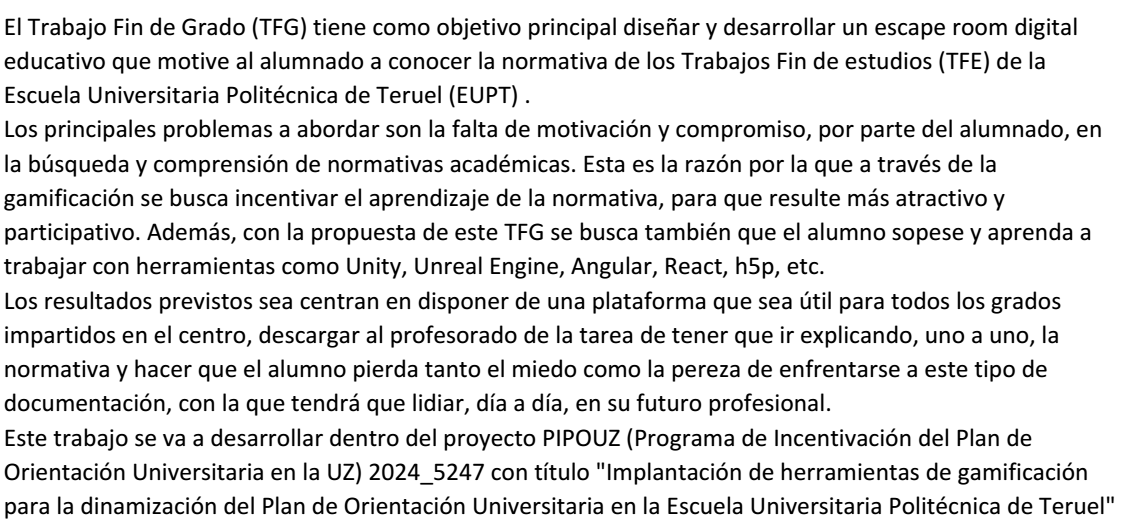 El Trabajo Fin de Grado (TFG) tiene como objetivo principal diseñar y desarrollar un escape room digital
educativo que motive al alumnado a conocer la normativa de los Trabajos Fin de estudios (TFE) de la
Escuela Universitaria Politécnica de Teruel (EUPT) .
Los principales problemas a abordar son la falta de motivación y compromiso, por parte del alumnado, en
la búsqueda y comprensión de normativas académicas. Esta es la razón por la que a través de la
gamificación se busca incentivar el aprendizaje de la normativa, para que resulte más atractivo y
participativo. Además, con la propuesta de este TFG se busca también que el alumno sopese y aprenda a
trabajar con herramientas como Unity, Unreal Engine, Angular, React, h5p, etc.
Los resultados previstos sea centran en disponer de una plataforma que sea útil para todos los grados
impartidos en el centro, descargar al profesorado de la tarea de tener que ir explicando, uno a uno, la
normativa y hacer que el alumno pierda tanto el miedo como la pereza de enfrentarse a este tipo de
documentación, con la que tendrá que lidiar, día a día, en su futuro profesional.
Este trabajo se va a desarrollar dentro del proyecto PIPOUZ (Programa de Incentivación del Plan de
Orientación Universitaria en la UZ) 2024_5247 con título "Implantación de herramientas de gamificación
para la dinamización del Plan de Orientación Universitaria en la Escuela Universitaria Politécnica de Teruel"